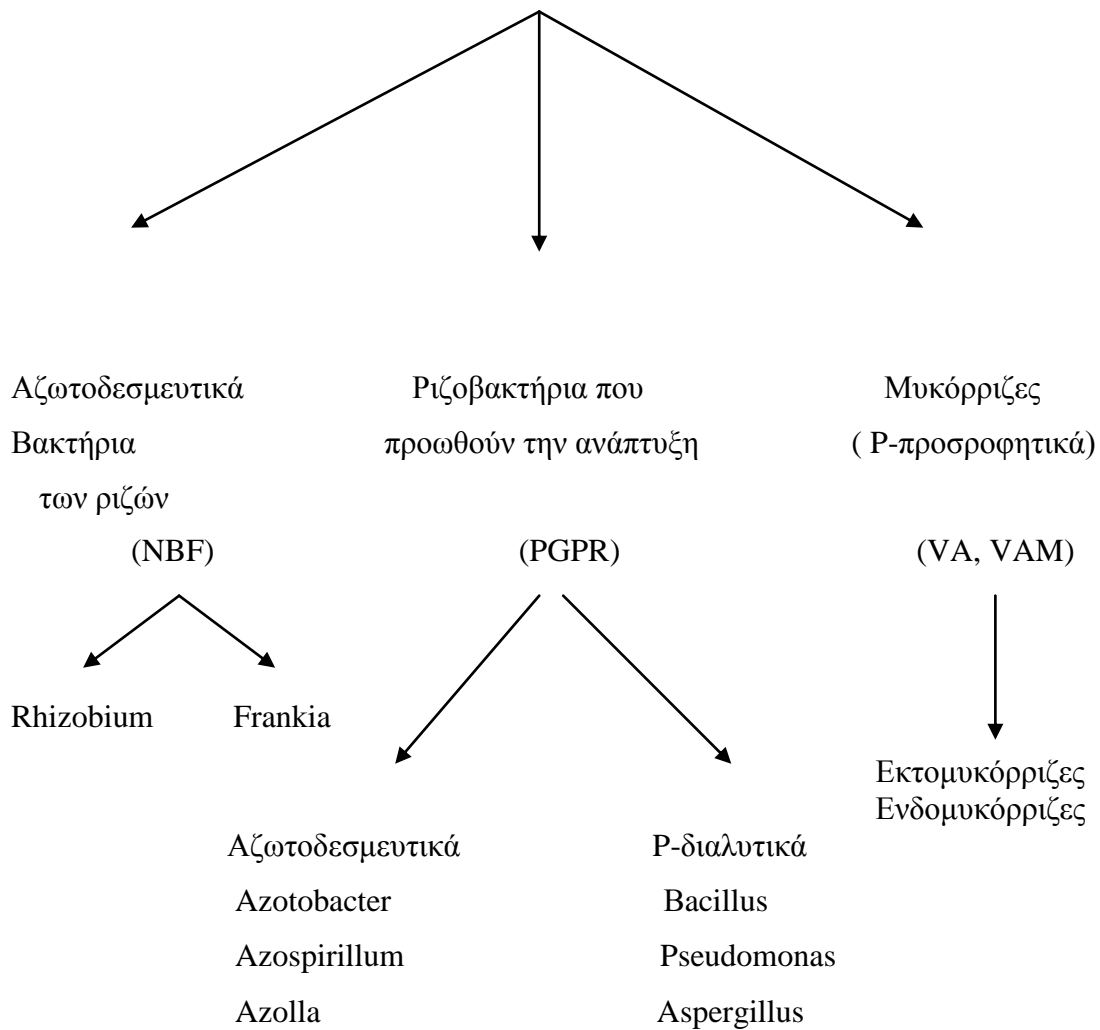 Αζωτοδεσμευτικά
Βακτήρια
των ριζών
(NBF)
Ριζοβακτήρια που
προωθούν την ανάπτυξη
(PGPR)
Μυκόρριζες
( P-προσροφητικά)
(VA, VAM)
Rhizobium
Frankia
Αζωτοδεσμευτικά
Azotobacter
Azospirillum
Azolla
P-διαλυτικά
Bacillus
Pseudomonas
Aspergillus
Εκτομυκόρριζες
Ενδομυκόρριζες